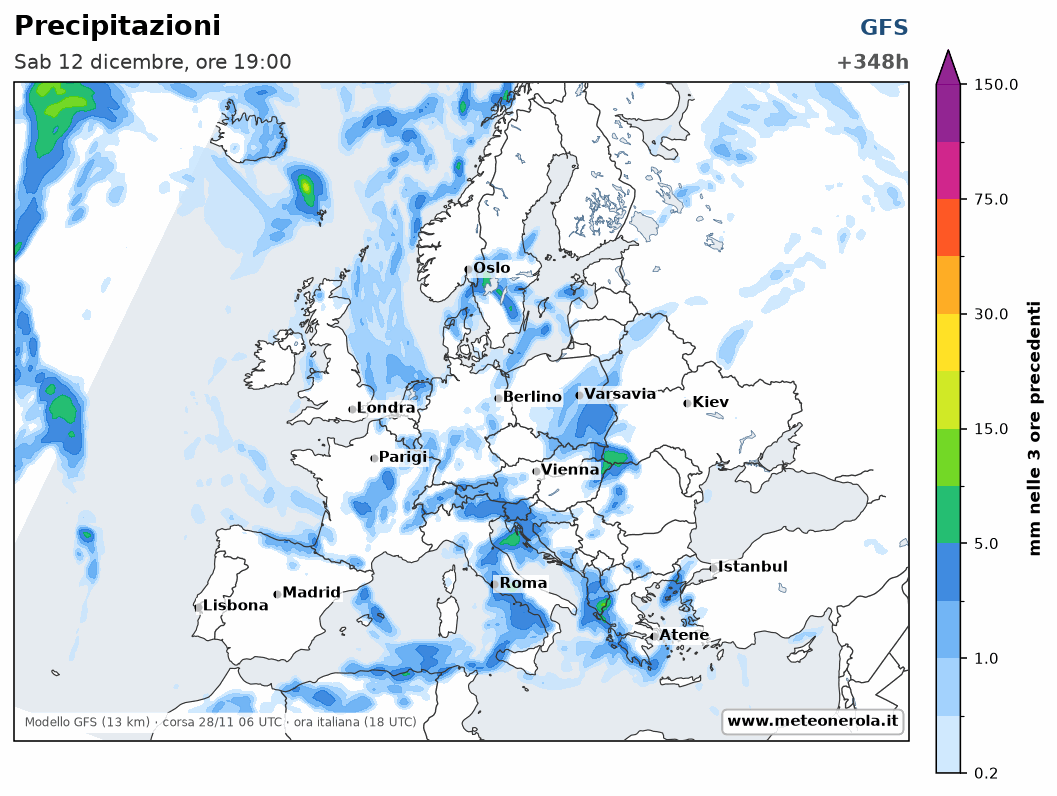 Precipitazioni
GFS
Sab 12 dicembre, ore 19:00
+348h
150.0
75.0
30.0
15.0
5.0
1.0
0.2
mm nelle 3 ore precedenti
Oslo
Berlino
Varsavia
Kiev
Londra
Parigi
Vienna
Istanbul
Roma
Madrid
Lisbona
Atene
Modello GFS (13 km) · corsa 28/11 06 UTC · ora italiana (18 UTC)
www.meteonerola.it